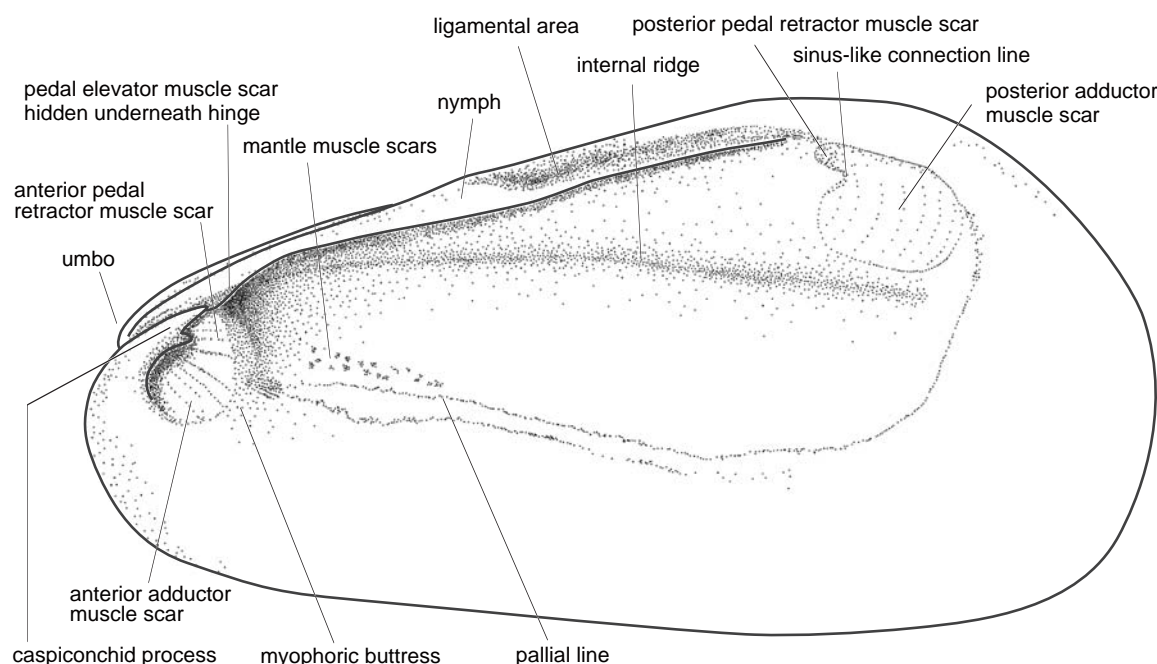 ligamental area
posterior pedal retractor muscle scar
sinus-like connection line
internal ridge
pedal elevator muscle scar
hidden underneath hinge
nymph
posterior adductor
muscle scar
mantle muscle scars
anterior pedal
retractor muscle scar
umbo
anterior adductor
muscle scar
caspiconchid process
myophoric buttress
pallial line